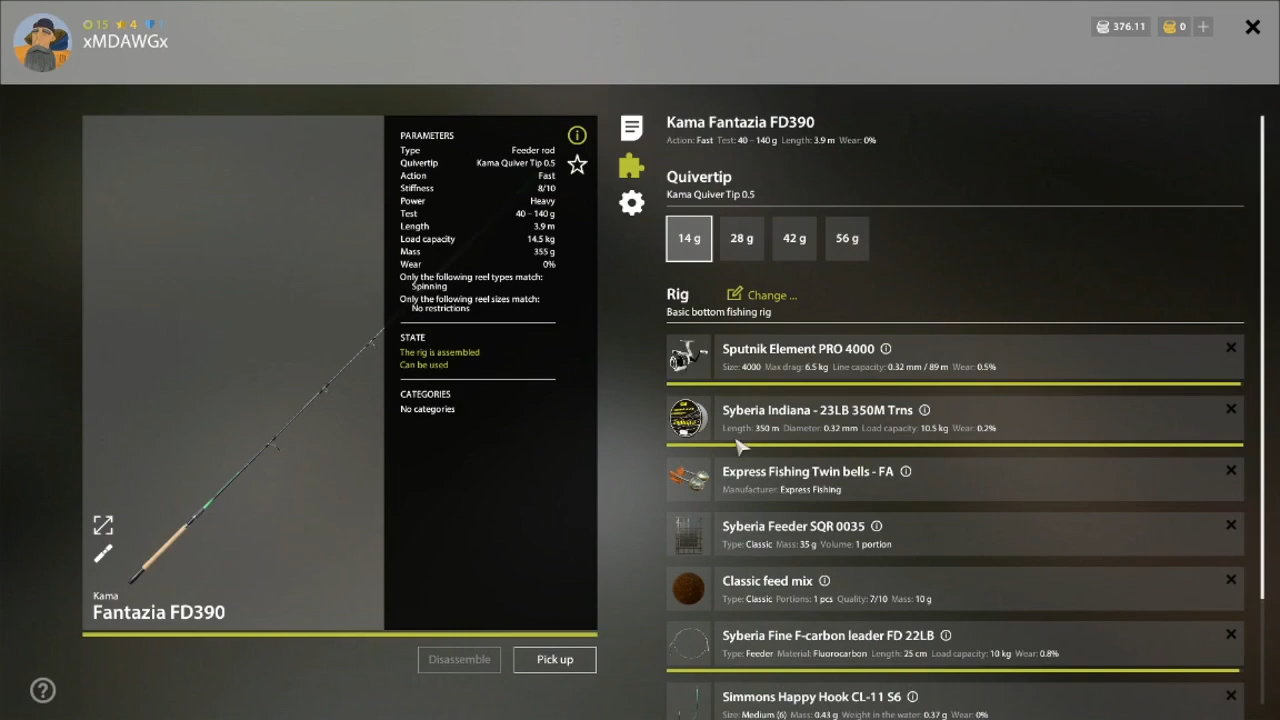 15 4 1
xMDAWGx
376.11 0
PARAMETERS
Type Feeder rod
Quivertip Kama Quiver Tip 0.5
Action Fast
Stiffness 8/10
Power Heavy
Test 40 – 140 g
Length 3.9 m
Load capacity 14.5 kg
Mass 355 g
Wear 0%
Only the following reel types match:
Spinning
Only the following reel sizes match:
No restrictions
STATE
The rig is assembled
Can be used
CATEGORIES
No categories
Kama
Fantazia FD390
Disassemble
Pick up
Kama Fantazia FD390
Action: Fast Test: 40 – 140 g Length: 3.9 m Wear: 0%
Quivertip
Kama Quiver Tip 0.5
14 g 28 g 42 g 56 g
Rig Change ...
Basic bottom fishing rig
Sputnik Element PRO 4000
Size: 4000 Max drag: 6.5 kg Line capacity: 0.32 mm / 89 m Wear: 0.5%
Syberia Indiana - 23LB 350M Trns
Length: 350 m Diameter: 0.32 mm Load capacity: 10.5 kg Wear: 0.2%
Express Fishing Twin bells - FA
Manufacturer: Express Fishing
Syberia Feeder SQR 0035
Type: Classic Mass: 35 g Volume: 1 portion
Classic feed mix
Type: Classic Portions: 1 pcs Quality: 7/10 Mass: 10 g
Syberia Fine F-carbon leader FD 22LB
Type: Feeder Material: Fluorocarbon Length: 25 cm Load capacity: 10 kg Wear: 0.8%
Simmons Happy Hook CL-11 S6
Size: Medium (6) Mass: 0.43 g Weight in the water: 0.37 g Wear: 0%